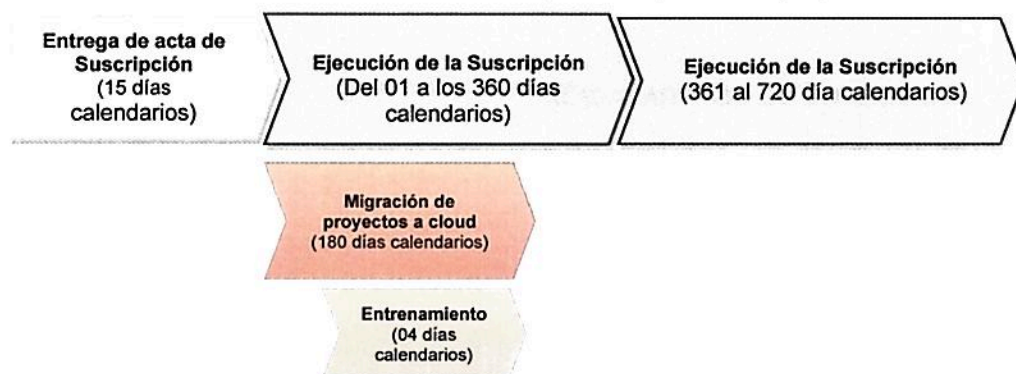 Entrega de acta de
Suscripción
(15 días
calendarios)
Ejecución de la Suscripción
(Del 01 a los 360 días
calendarios)
Ejecución de la Suscripción
(361 al 720 día calendarios)
Migración de
proyectos a cloud
(180 días calendarios)
Entrenamiento
(04 días
calendarios)